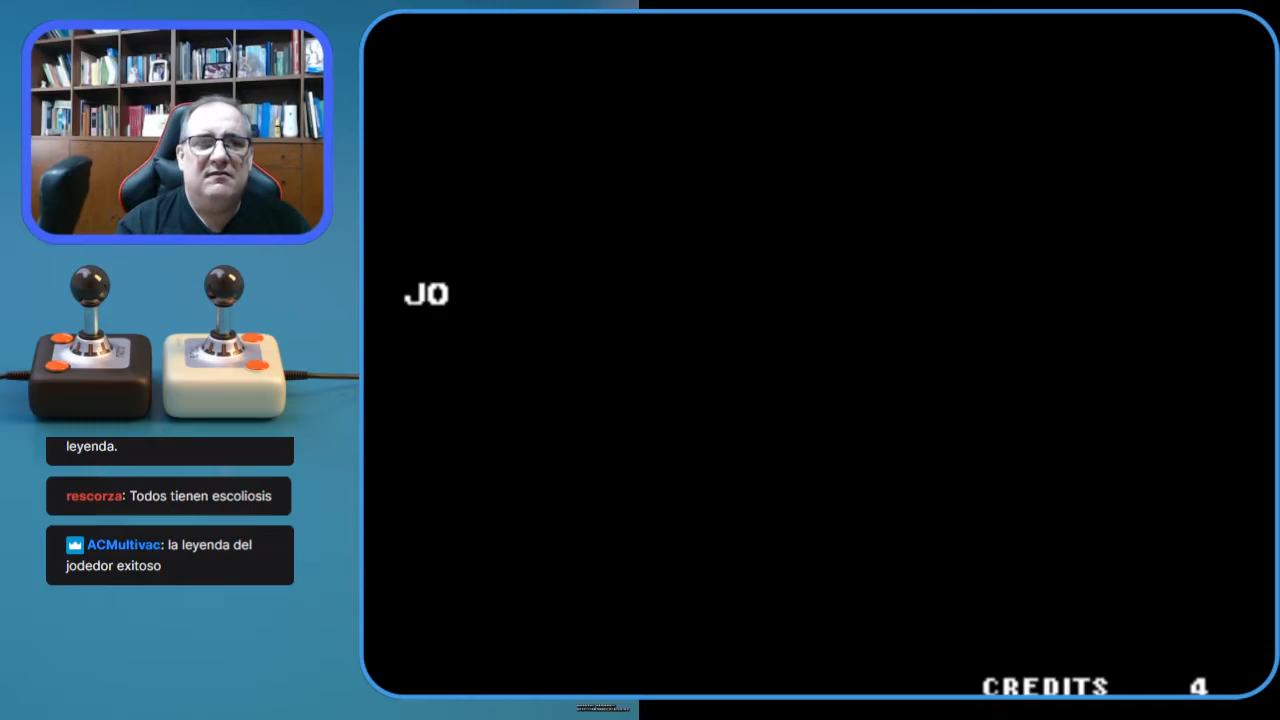 JO
leyenda.
rescorza: Todos tienen escoliosis
ACMultivac: la leyenda del
jodedor exitoso
CREDITS 4